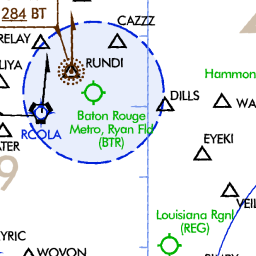 284 BT
CAZZZ
RELAY
RUNDI
LIYA
Hammon
DILLS
WA
Baton Rouge
Metro, Ryan Fld
(BTR)
RCOLA
ATER
EYEKI
9
VEIL
Louisiana Rgnl
(REG)
YRIC
WOVON